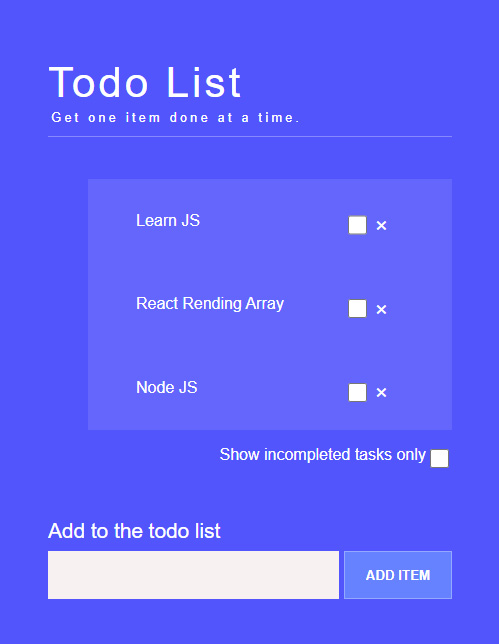 Todo List
Get one item done at a time.
Learn JS ×
React Rending Array ×
Node JS ×
Show incompleted tasks only
Add to the todo list
ADD ITEM